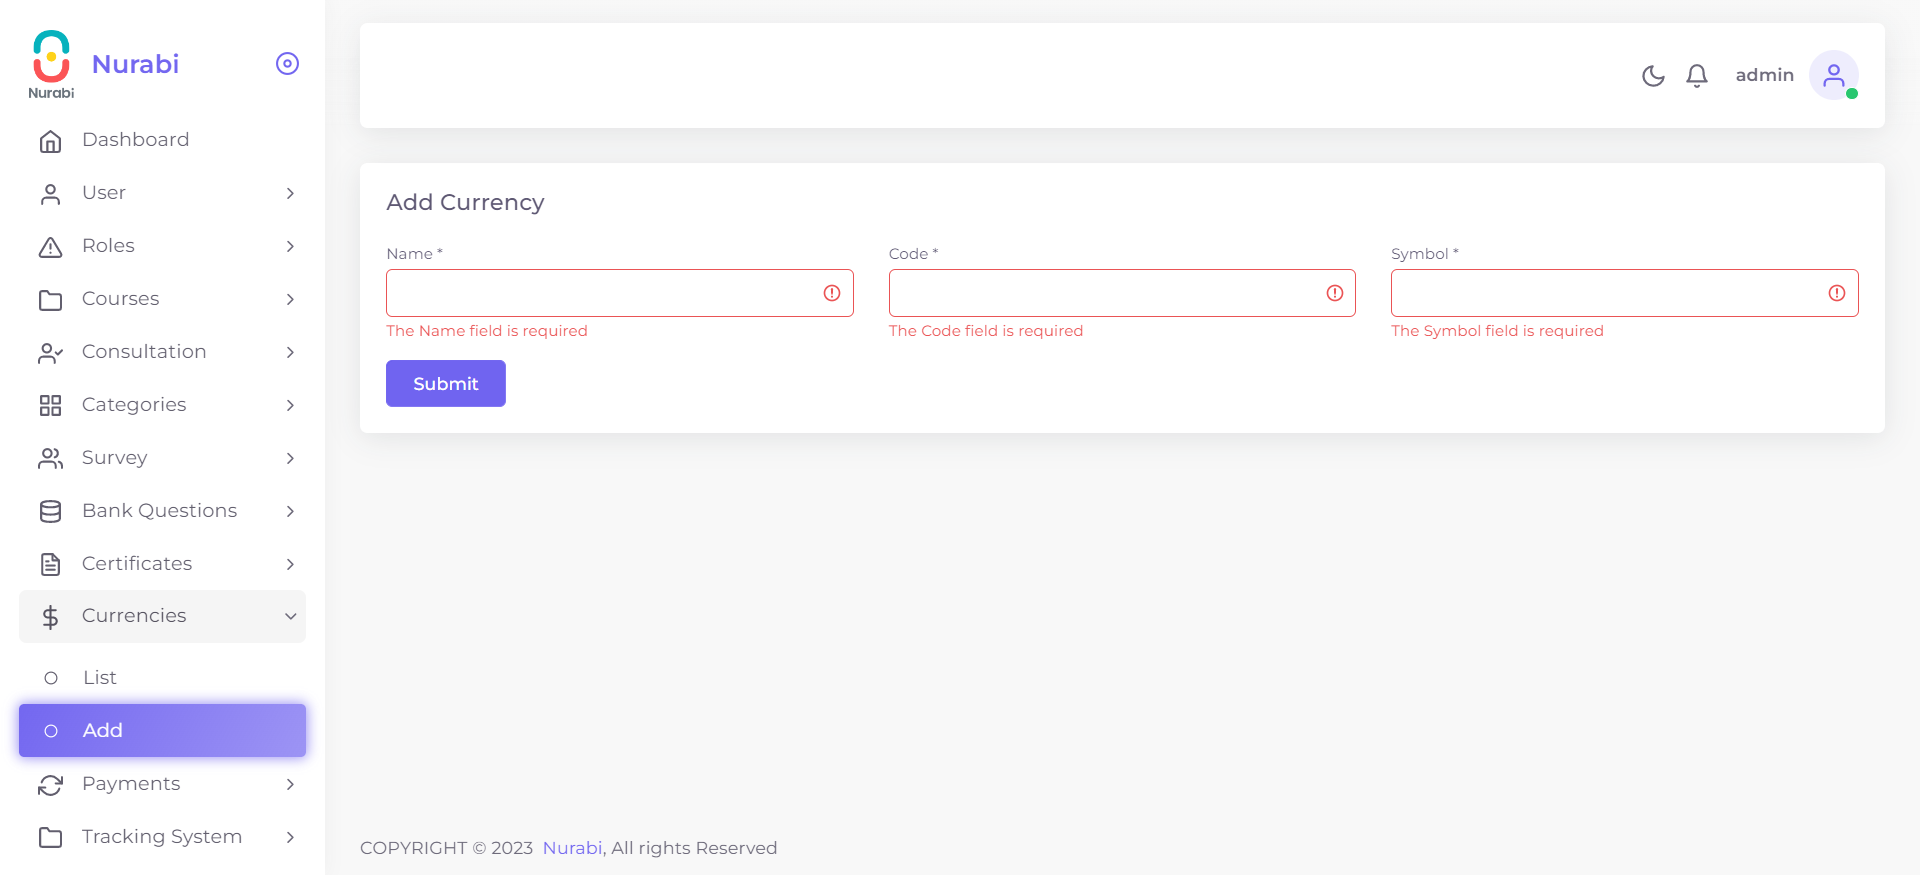 Nurabi
Nurabi
Dashboard
User
Roles
Courses
Consultation
Categories
Survey
Bank Questions
Certificates
Currencies
List
Add
Payments
Tracking System
admin
Add Currency
Name *
Code *
Symbol *
The Name field is required
The Code field is required
The Symbol field is required
Submit
COPYRIGHT © 2023 Nurabi, All rights Reserved